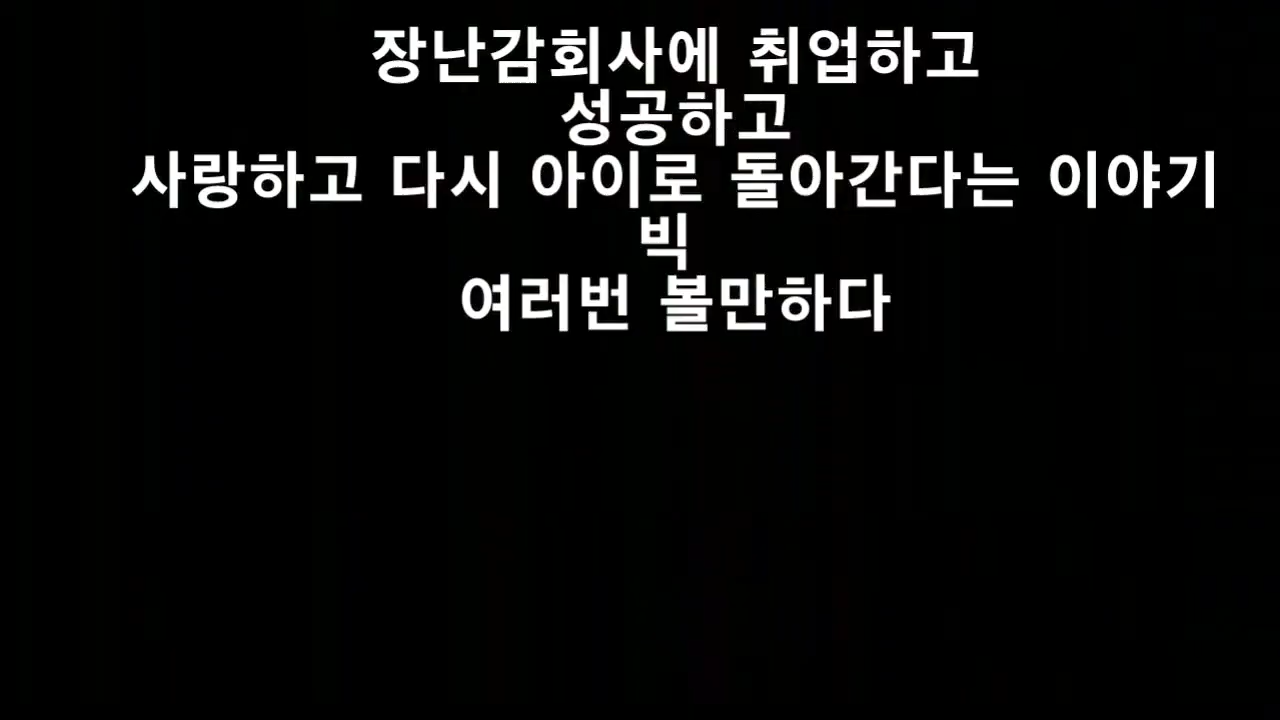 장난감회사에 취업하고
성공하고
사랑하고 다시 아이로 돌아간다는 이야기
빅
여러번 볼만하다